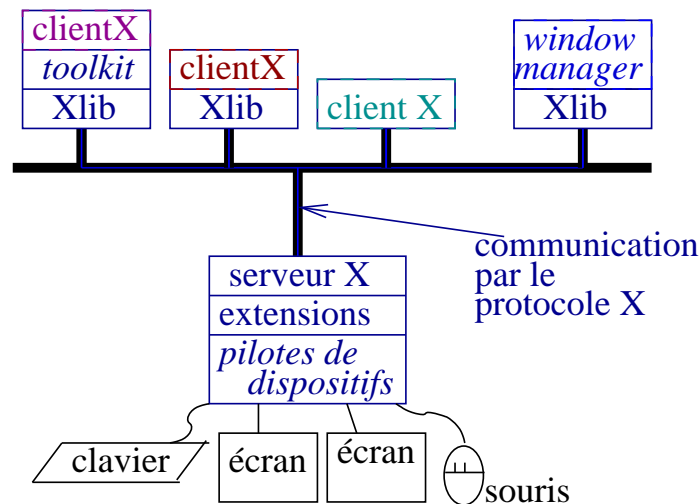 clientX
toolkit
Xlib
clientX
Xlib
client X
window
manager
Xlib
communication
par le
protocole X
serveur X
extensions
pilotes de
dispositifs
clavier
écran
écran
souris